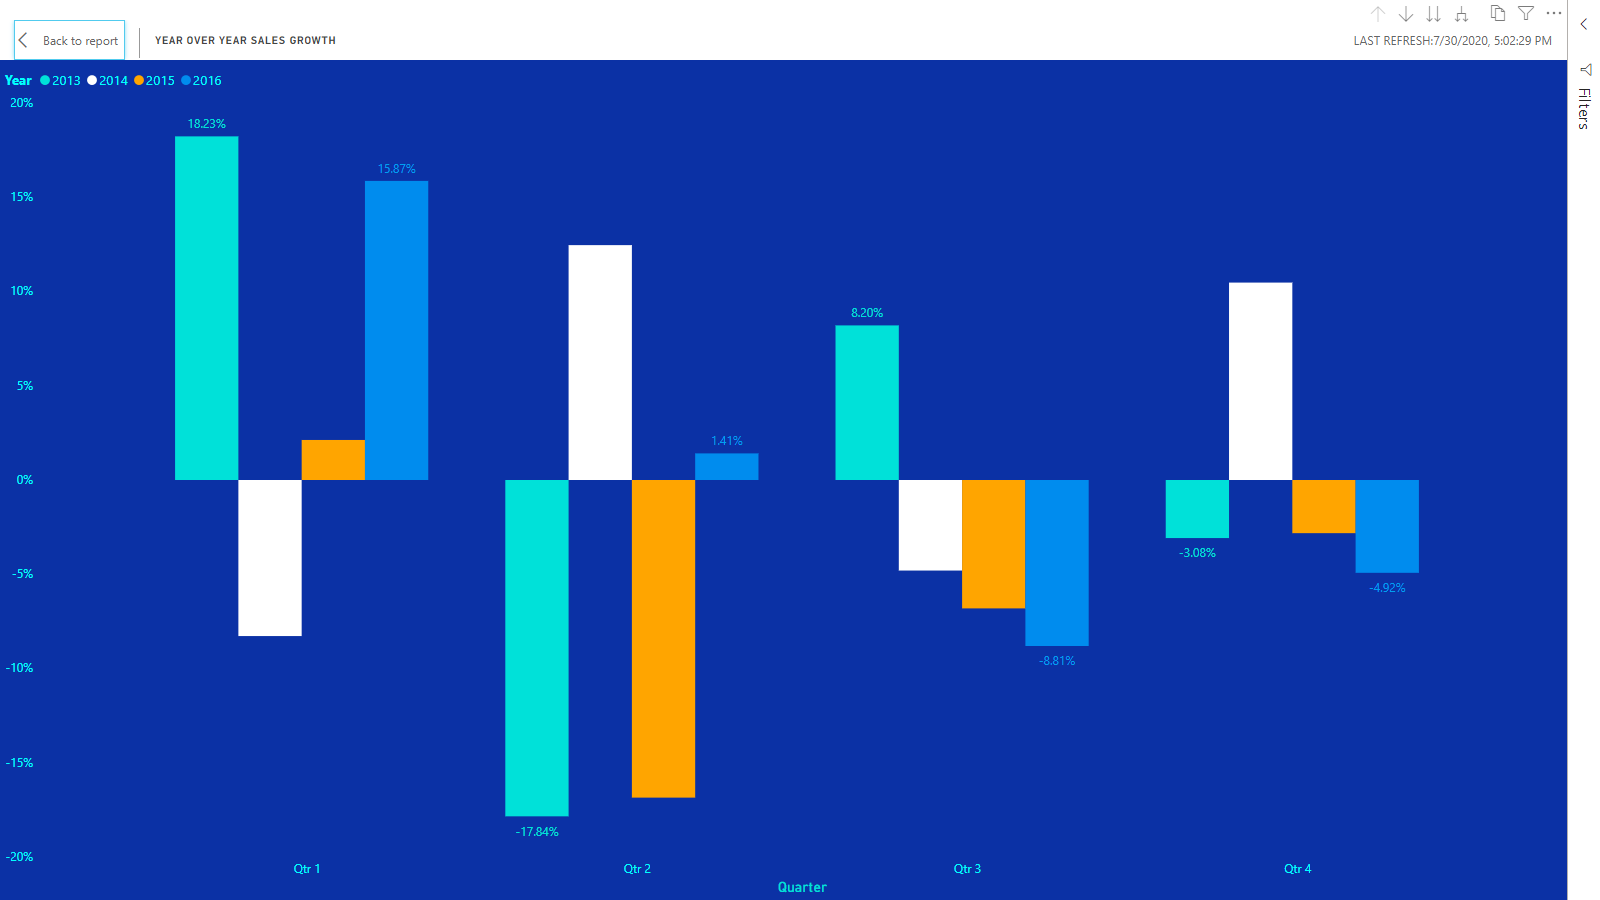 Back to report
YEAR OVER YEAR SALES GROWTH
LAST REFRESH:7/30/2020, 5:02:29 PM
Filters
Year 2013 2014 2015 2016
20%
18.23%
15.87%
15%
10%
8.20%
5%
1.41%
0%
-3.08%
-5%
-4.92%
-8.81%
-10%
-15%
-17.84%
-20%
Qtr 1 Qtr 2 Qtr 3 Qtr 4
Quarter